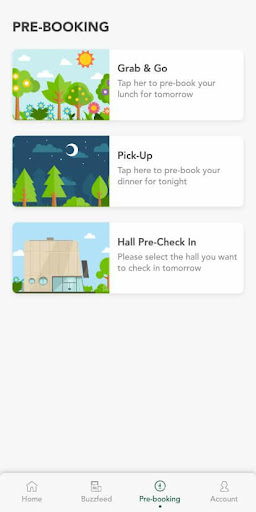 PRE-BOOKING
Grab & Go
Tap her to pre-book your
lunch for tomorrow
Pick-Up
Tap here to pre-book your
dinner for tonight
Hall Pre-Check In
Please select the hall you want
to check in tomorrow
Home
Buzzfeed
Pre-booking
Account